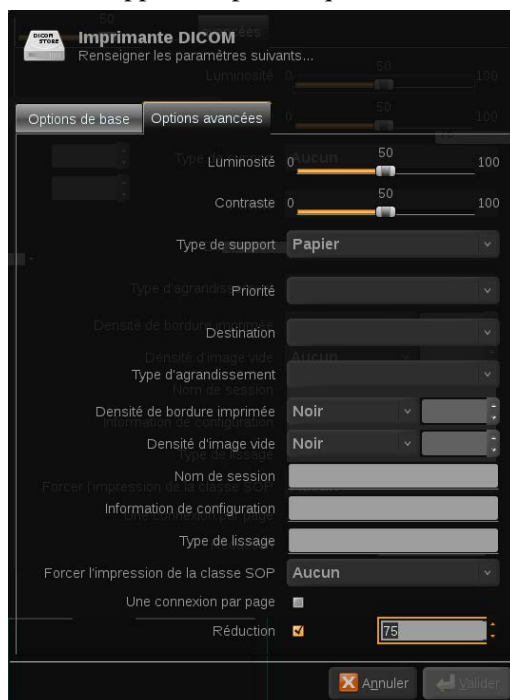 DICOM
STORE
Imprimante DICOM
Renseigner les paramètres suivants...
Options de base Options avancées
Luminosité 0 50 100
Contraste 0 50 100
Type de support Papier
Priorité
Destination
Type d'agrandissement
Densité de bordure imprimée Noir
Densité d'image vide Noir
Nom de session
Information de configuration
Type de lissage
Forcer l'impression de la classe SOP Aucun
Une connexion par page
Réduction 75
Annuler Valider